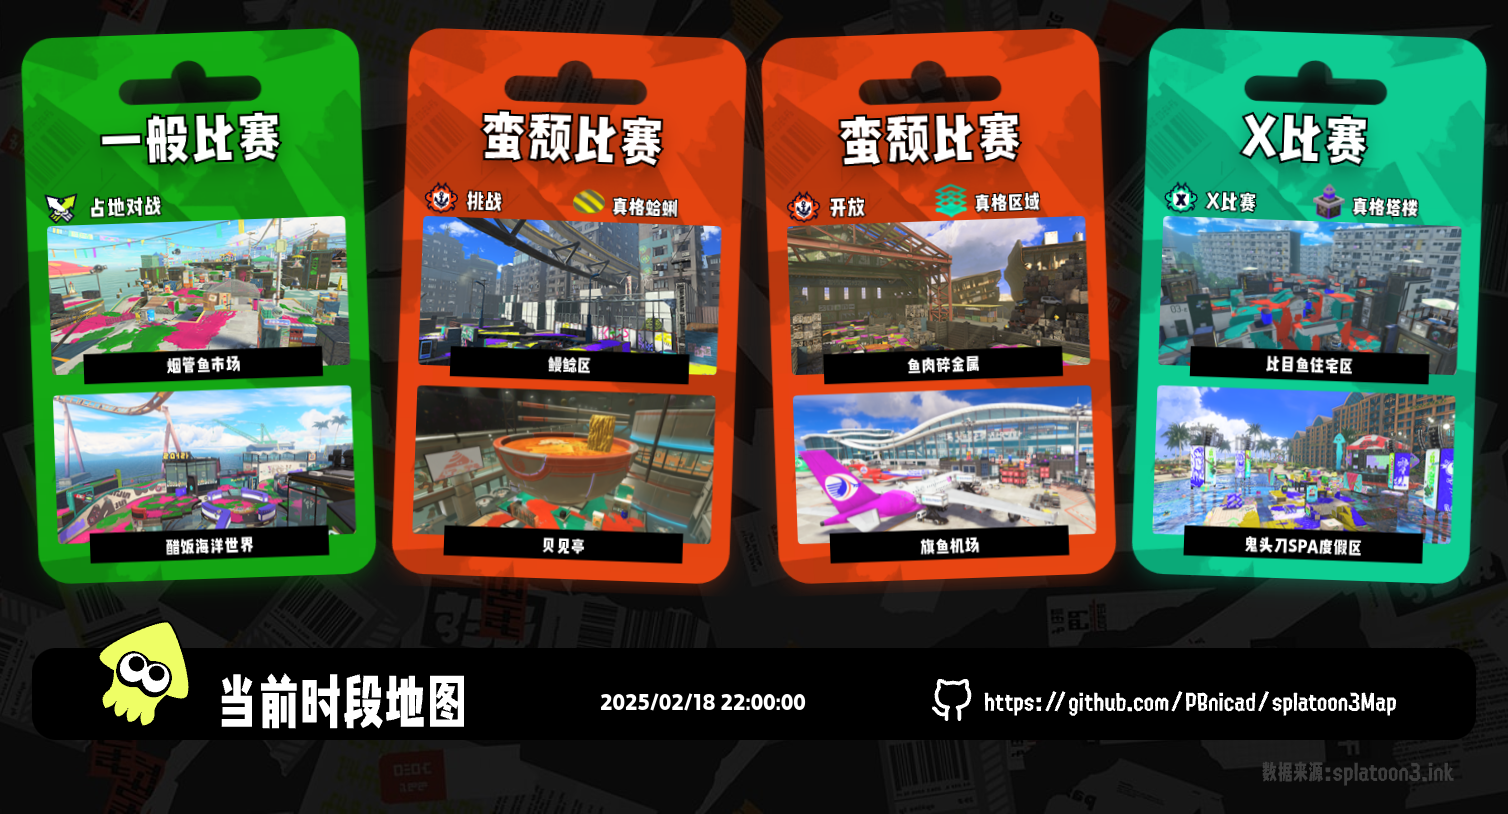 一般比赛
占地对战
烟管鱼市场
醋饭海洋世界
蛮颓比赛
挑战
真格蛤蜊
鳗鲶区
贝见亭
蛮颓比赛
开放
真格区域
鱼肉碎金属
旗鱼机场
X比赛
X比赛
真格塔楼
比目鱼住宅区
鬼头刀SPA度假区
当前时段地图
2025/02/18 22:00:00
https://github.com/PBnicad/splatoon3Map
数据来源:splatoon3.ink